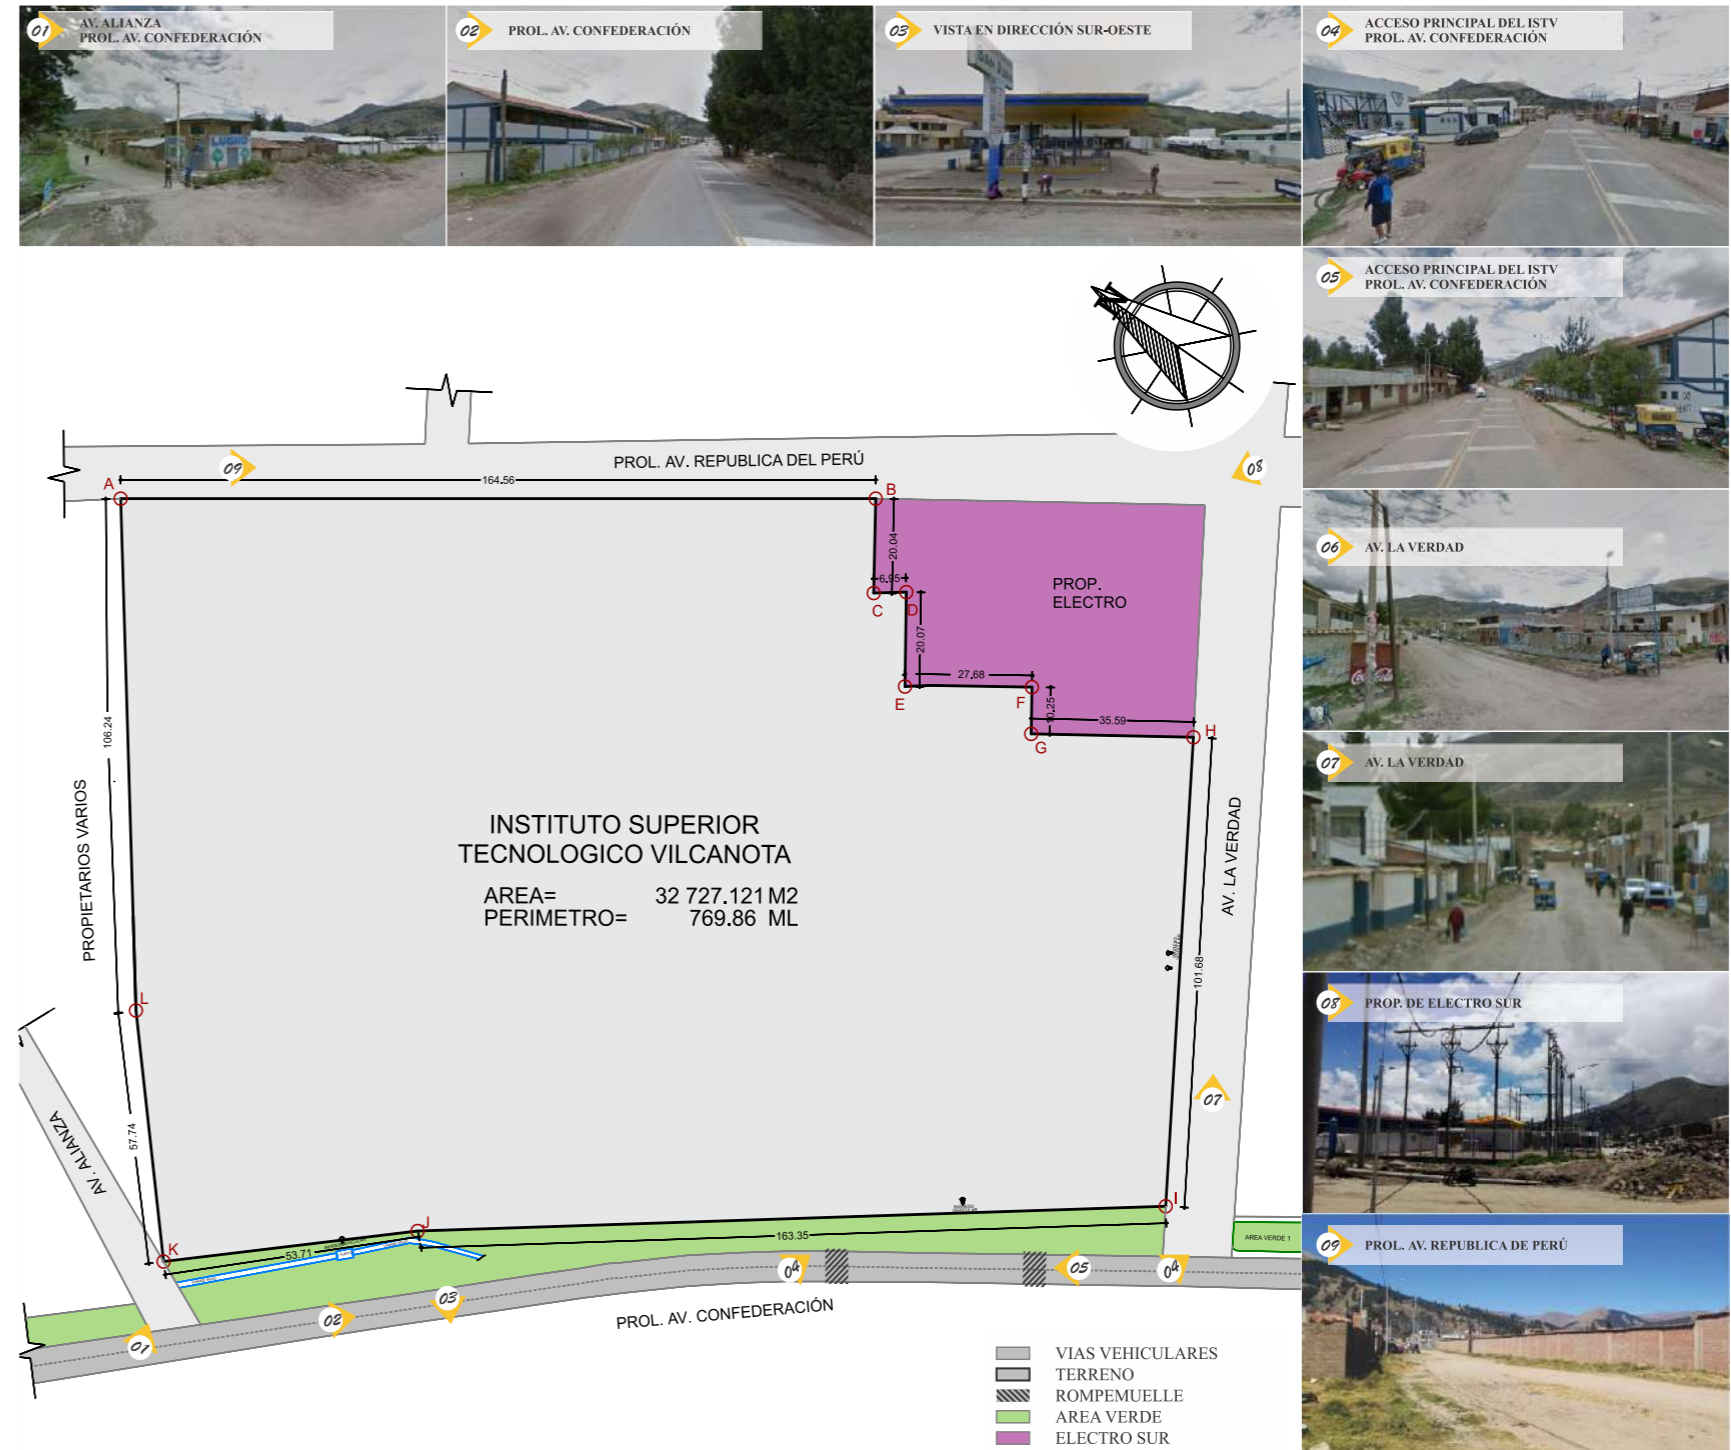 01 AV. ALIANZA
PROL. AV. CONFEDERACIÓN
02 PROL. AV. CONFEDERACIÓN
03 VISTA EN DIRECCIÓN SUR-OESTE
04 ACCESO PRINCIPAL DEL ISTV
PROL. AV. CONFEDERACIÓN
LUBRO
05 ACCESO PRINCIPAL DEL ISTV
PROL. AV. CONFEDERACIÓN
N
09
PROL. AV. REPUBLICA DEL PERÚ
08
A
164.56
B
20.04
6.95
C
D
PROP.
ELECTRO
20.07
27.68
E
F
10.25
35.59
G
H
06 AV. LA VERDAD
07 AV. LA VERDAD
106.24
PROPIETARIOS VARIOS
INSTITUTO SUPERIOR
TECNOLOGICO VILCANOTA
AREA= 32 727.121 M2
PERIMETRO= 769.86 ML
AV. LA VERDAD
101.68
L
08 PROP. DE ELECTRO SUR
57.74
AV. ALIANZA
07
I
J
K
53.71
163.35
AREA VERDE 1
09 PROL. AV. REPUBLICA DE PERÚ
04
05
04
03
02
01
PROL. AV. CONFEDERACIÓN
VIAS VEHICULARES
TERRENO
ROMPEMUELLE
AREA VERDE
ELECTRO SUR